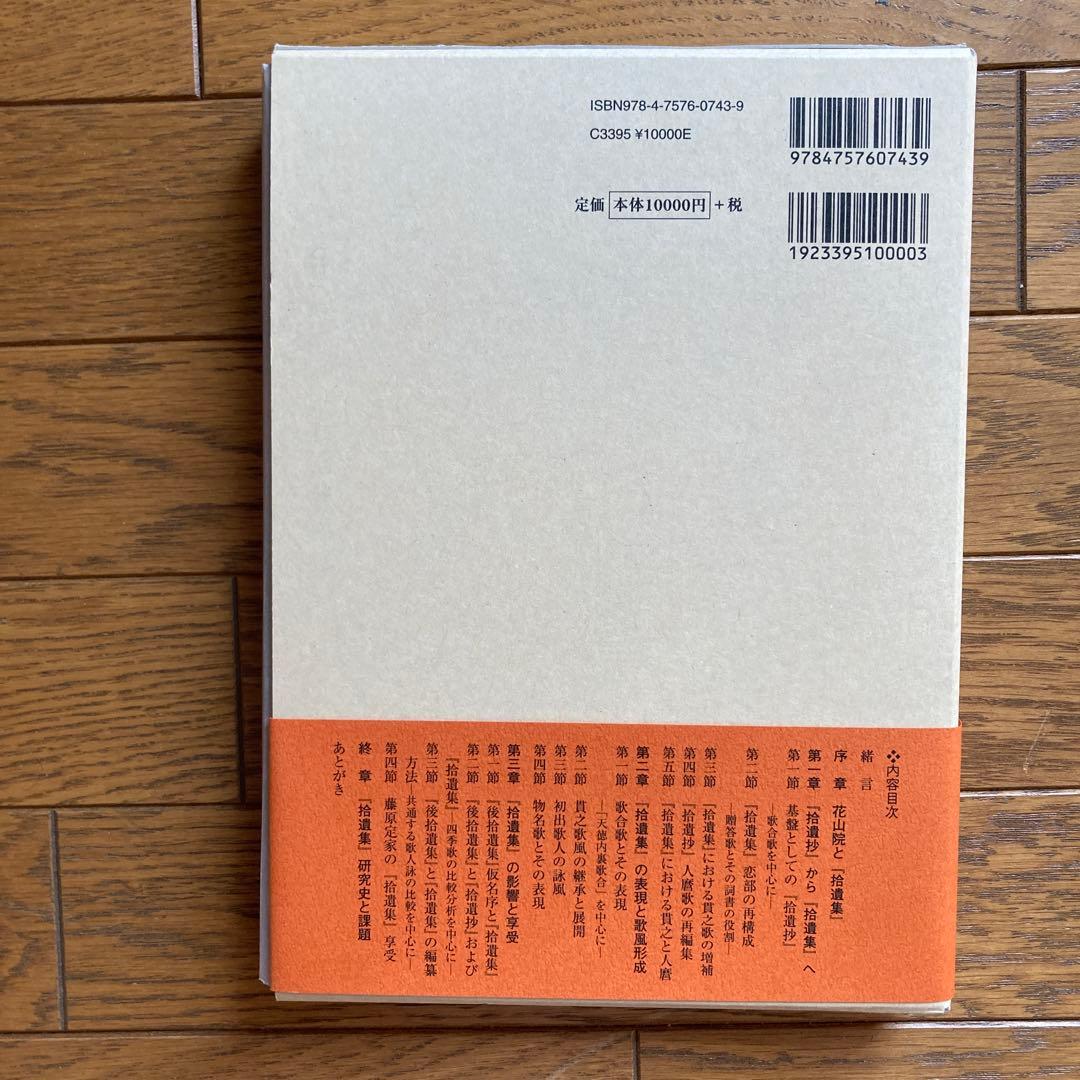 ISBN978-4-7576-0743-9
C3395 ¥10000E
9784757607439
定価 本体10000円 + 税
1923395100003
❖内容目次
緒 言
序 章 花山院と『拾遺集』
第一章 『拾遺抄』から『拾遺集』へ
第一節 基盤としての『拾遺抄』
―歌合歌を中心に―
第二節 『拾遺集』恋部の再構成
―贈答歌とその詞書の役割―
第三節 『拾遺集』における貫之歌の増補
第四節 『拾遺抄』人麿歌の再編集
第五節 『拾遺集』における貫之と人麿
第二章 『拾遺集』の表現と歌風形成
第一節 歌合歌とその表現
―「天徳内裏歌合」を中心に―
第二節 貫之歌風の継承と展開
第三節 初出歌人の詠風
第四節 物名歌とその表現
第三章 『拾遺集』の影響と享受
第一節 『後拾遺集』仮名序と『拾遺集』
第二節 『後拾遺集』と『拾遺抄』および
『拾遺集』―四季歌の比較分析を中心に―
第三節 『後拾遺集』と『拾遺集』の編纂
方法―共通する歌人詠の比較を中心に―
第四節 藤原定家の『拾遺集』享受
終 章 『拾遺集』研究史と課題
あとがき